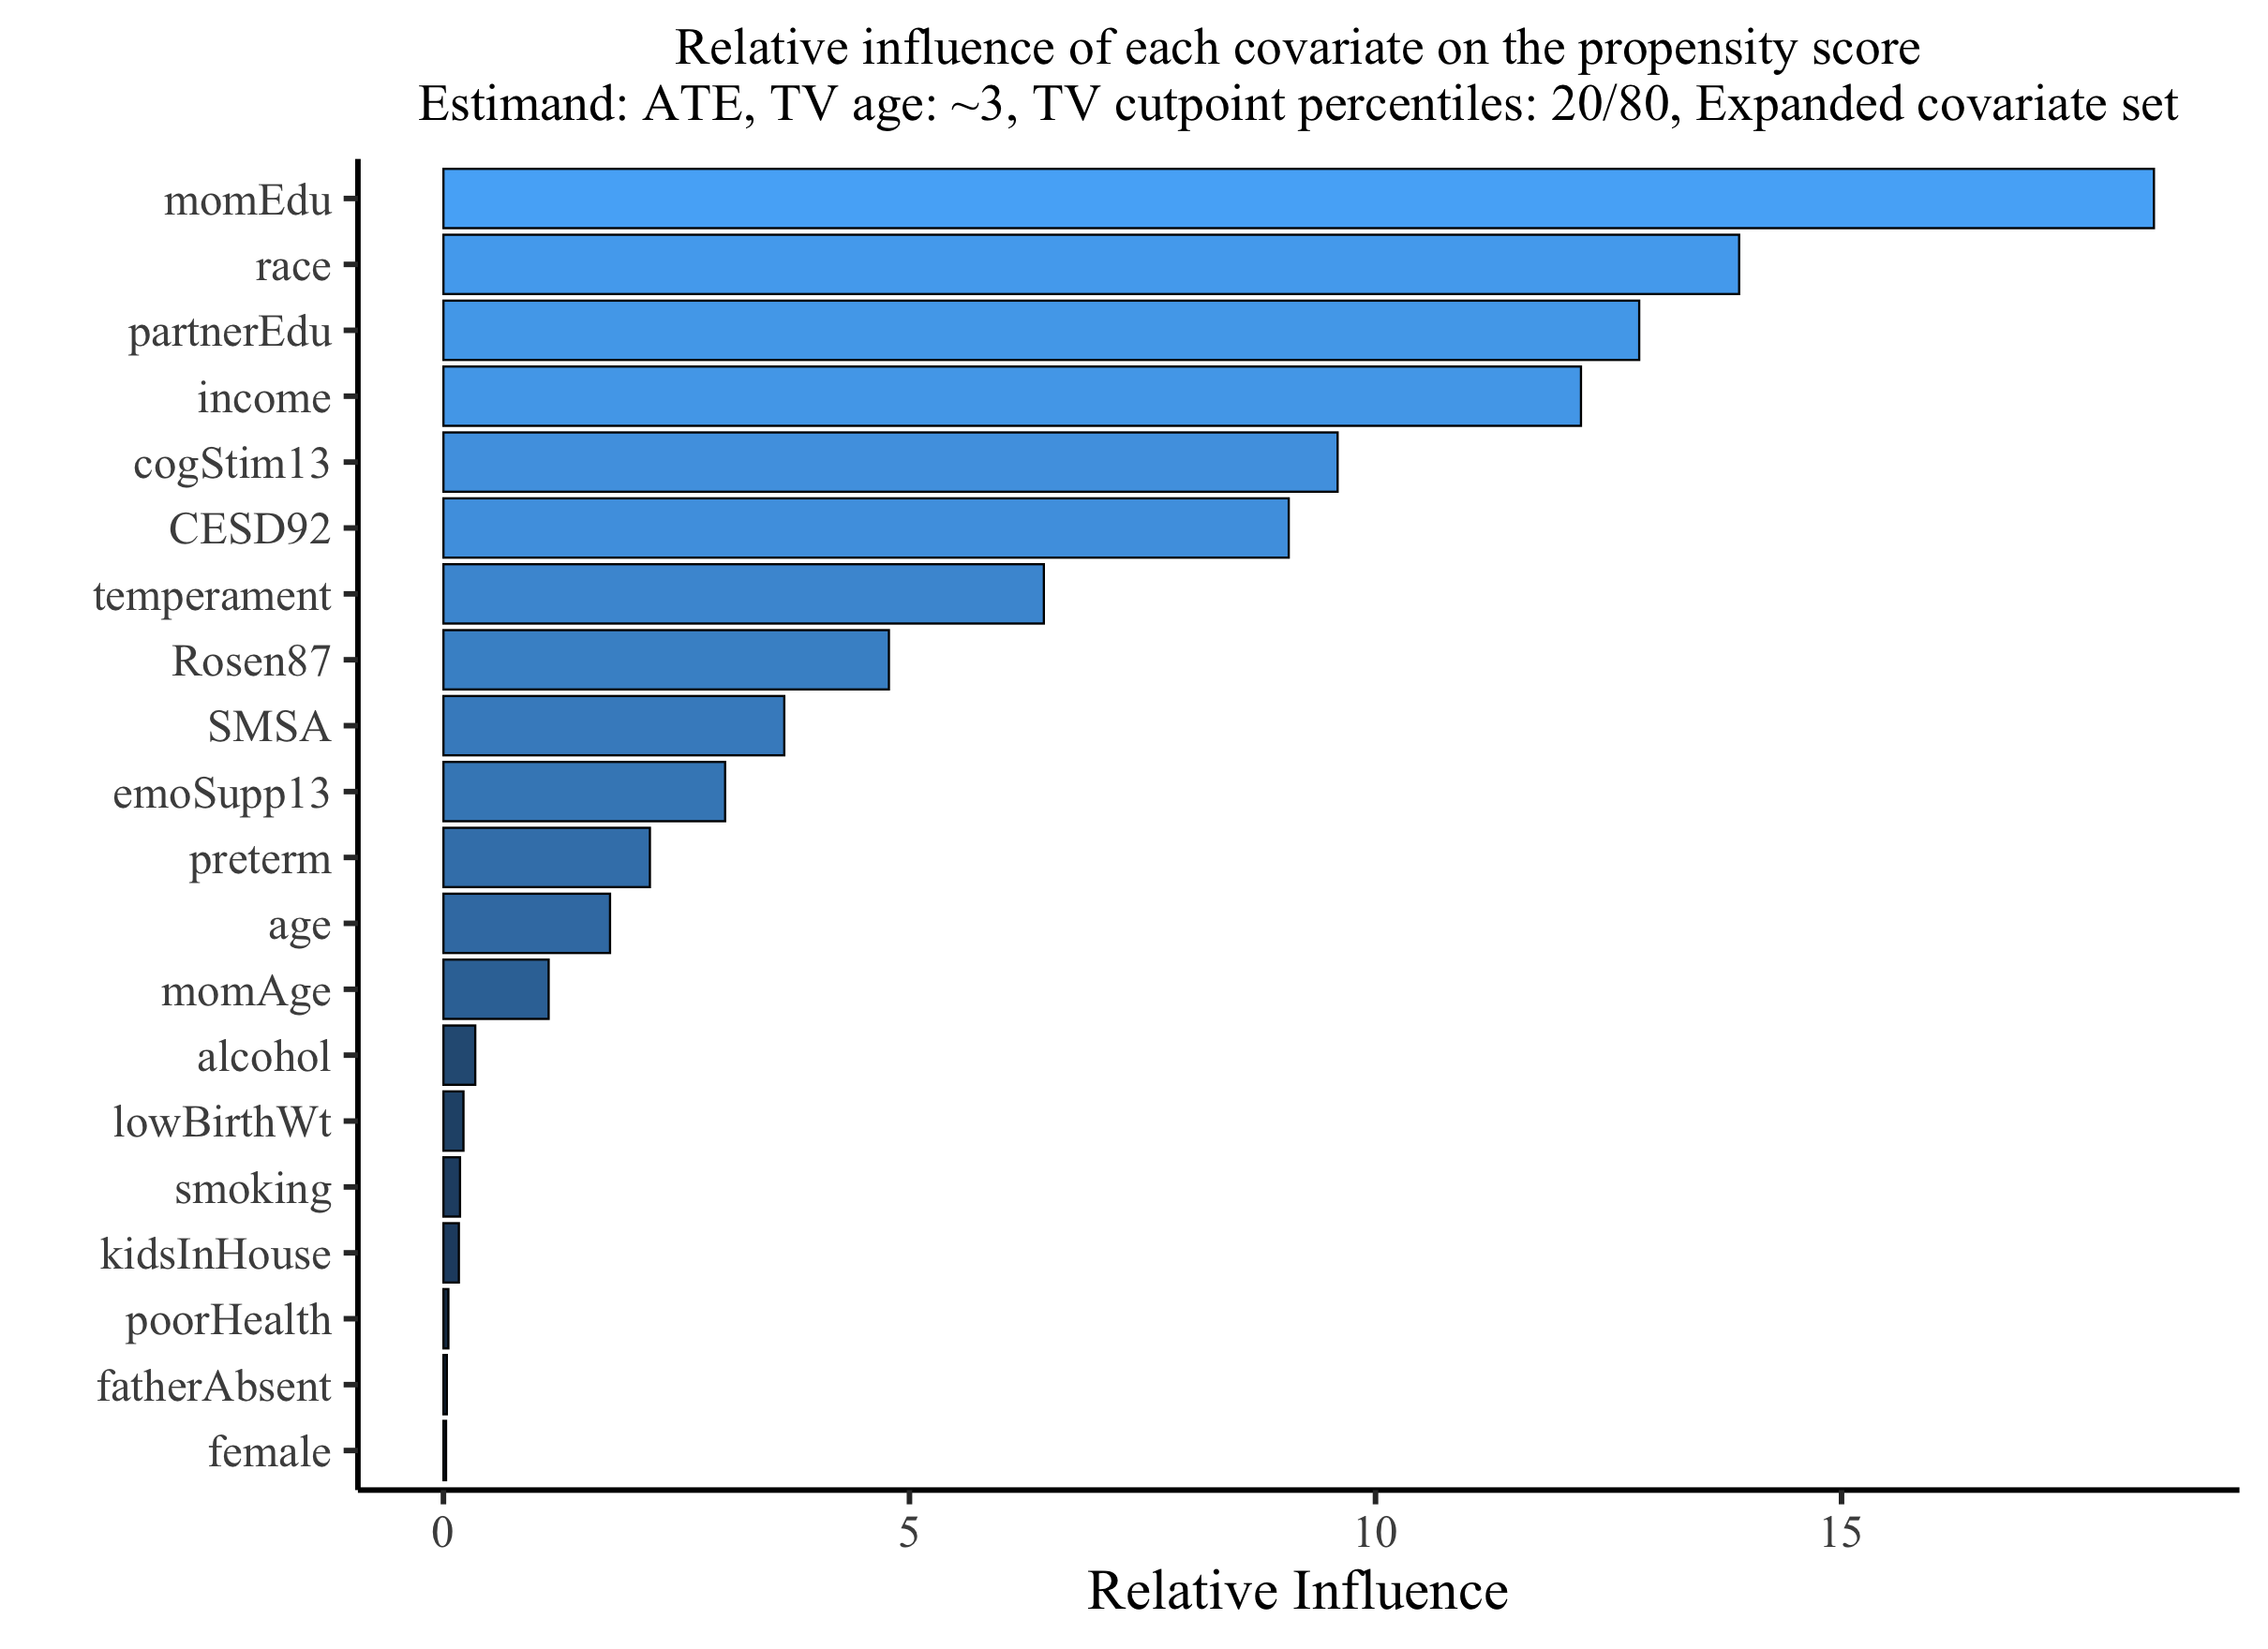 Relative influence of each covariate on the propensity score
Estimand: ATE, TV age: ~3, TV cutpoint percentiles: 20/80, Expanded covariate set
momEdu
race
partnerEdu
income
cogStim13
CESD92
temperament
Rosen87
SMSA
emoSupp13
preterm
age
momAge
alcohol
lowBirthWt
smoking
kidsInHouse
poorHealth
fatherAbsent
female
0 5 10 15
Relative Influence